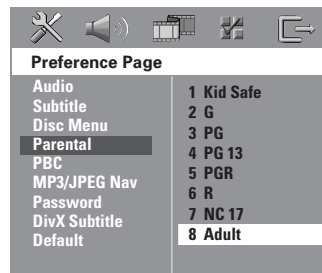 Preference Page
Audio
Subtitle
Disc Menu
Parental
PBC
MP3/JPEG Nav
Password
DivX Subtitle
Default
1 Kid Safe
2 G
3 PG
4 PG 13
5 PGR
6 R
7 NC 17
8 Adult